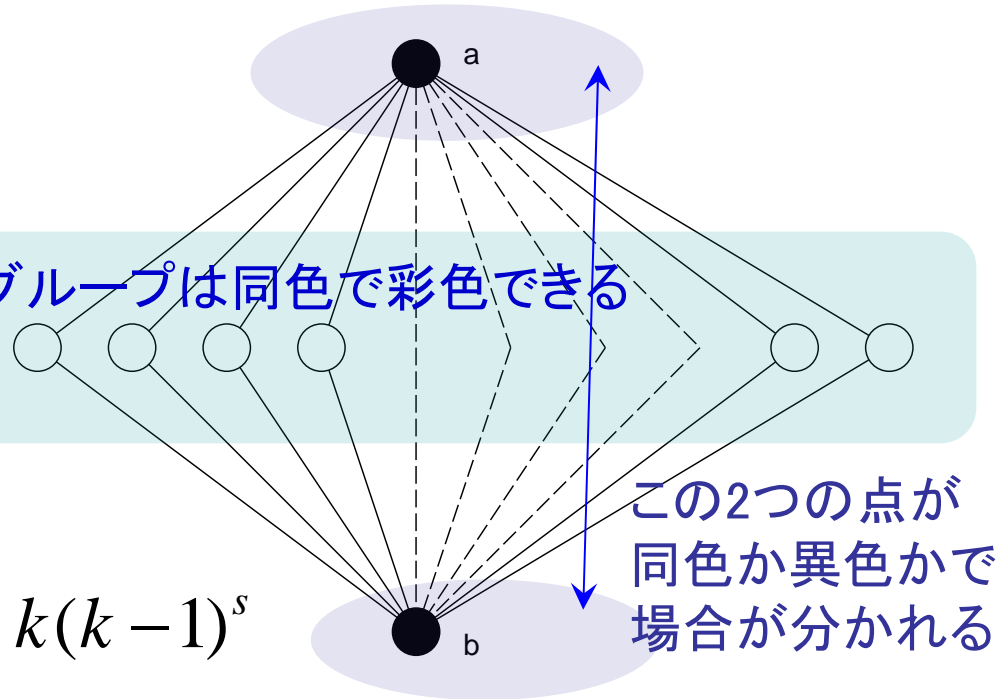 a
グループは同色で彩色できる
この2つの点が
同色か異色かで
場合が分かれる
k(k − 1)^s
b